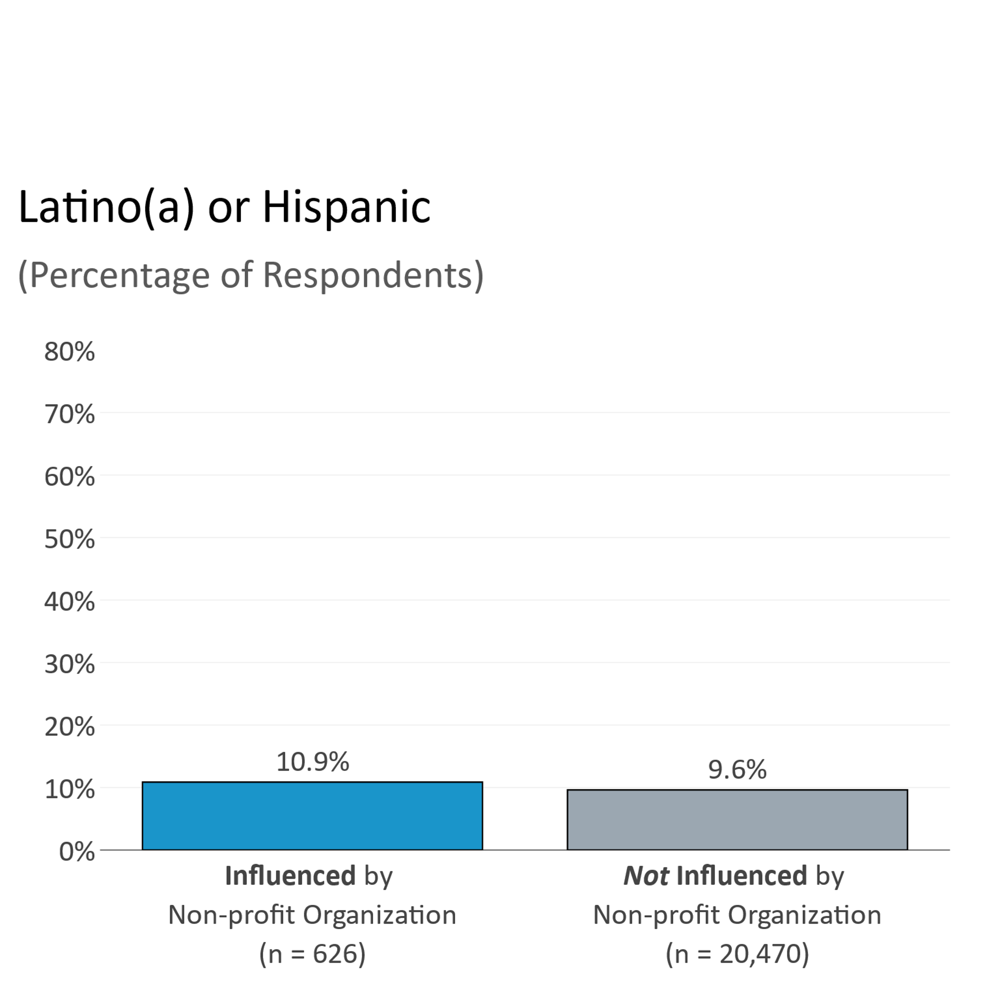 Latino(a) or Hispanic
(Percentage of Respondents)
80%
70%
60%
50%
40%
30%
20%
10%
0%
10.9%
9.6%
Influenced by
Non-profit Organization
(n = 626)
Not Influenced by
Non-profit Organization
(n = 20,470)